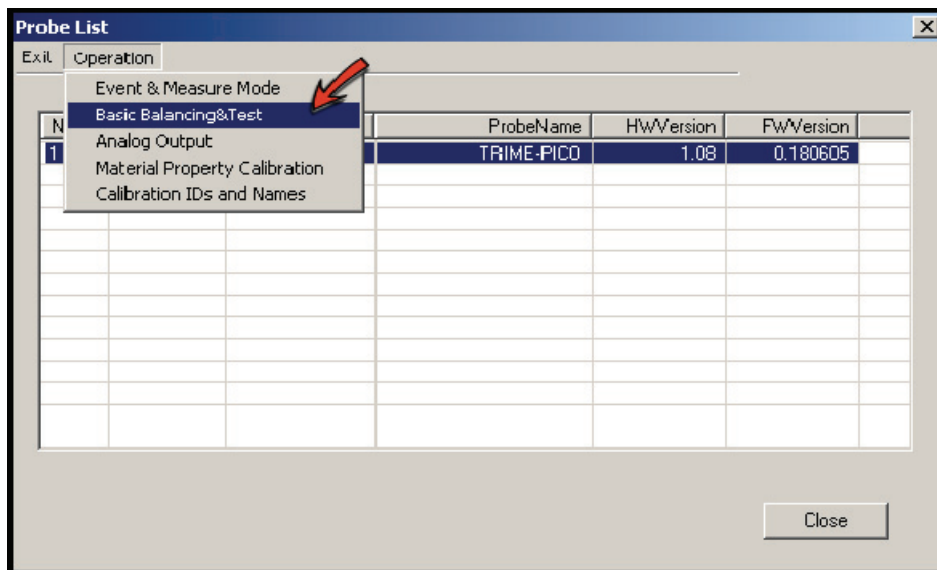 Probe List
Exit Operation
Event & Measure Mode
Basic Balancing&Test
Analog Output
Material Property Calibration
Calibration IDs and Names
N ProbeName HWVersion FWVersion
1 TRIME-PICO 1.08 0.180605
Close